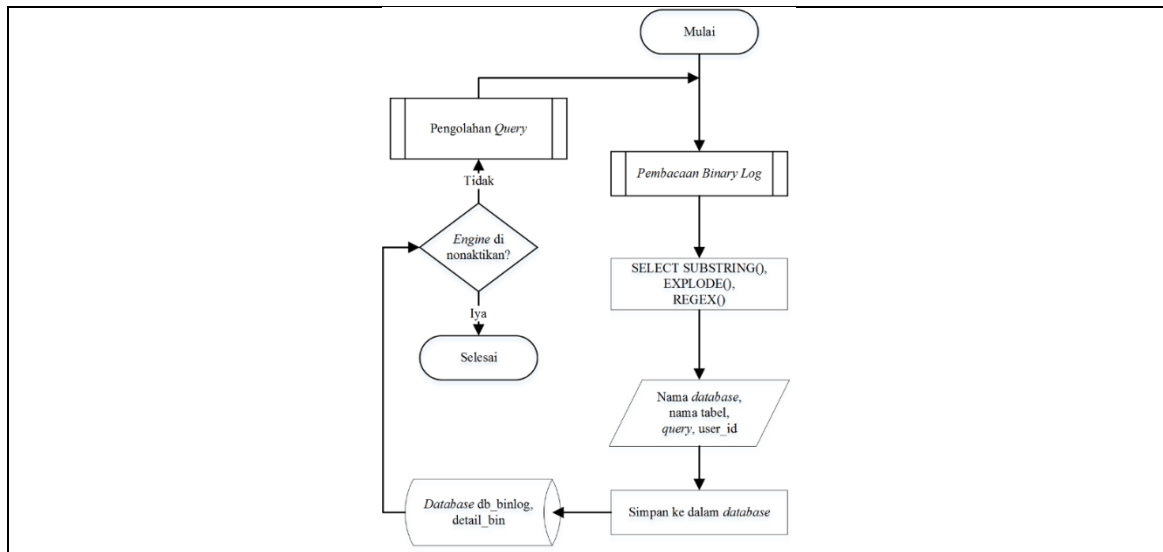 Mulai
Pengolahan Query
Pembacaan Binary Log
Tidak
Engine di
nonaktikan?
SELECT SUBSTRING(),
EXPLODE(),
REGEX()
Iya
Selesai
Nama database,
nama tabel,
query, user_id
Database db_binlog,
detail_bin
Simpan ke dalam database